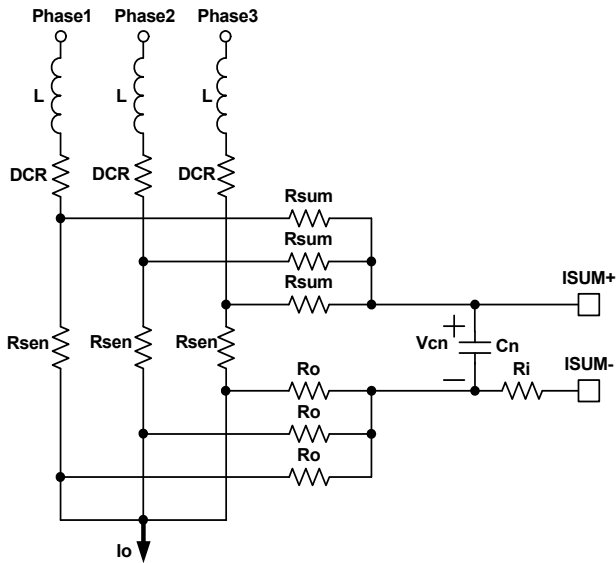 Phase1 Phase2 Phase3
L L L
DCR DCR DCR
Rsum
Rsum
Rsum
ISUM+
Rsen Rsen Rsen
+
Vcn Cn
−
Ro
Ri
ISUM-
Ro
Ro
Io